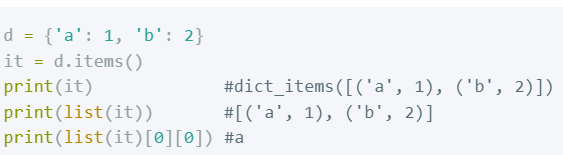 d = {'a': 1, 'b': 2}
it = d.items()
print(it)             #dict_items([('a', 1), ('b', 2)])
print(list(it))       #[('a', 1), ('b', 2)]
print(list(it)[0][0]) #a